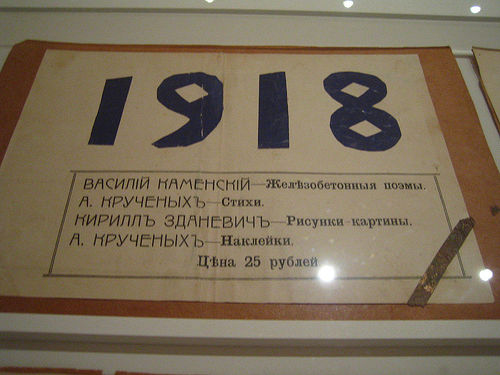 1918
ВАСИЛІЙ КАМЕНСКІЙ—Желѣзобетонныя поэмы.
А. КРУЧЕНЫХЪ—Стихи.
КИРИЛЛЪ ЗДАНЕВИЧЪ—Рисунки картины.
А. КРУЧЕНЫХЪ—Наклейки.
Цѣна 25 рублей